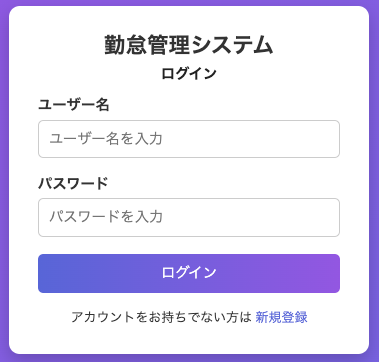 勤怠管理システム
ログイン
ユーザー名
ユーザー名を入力
パスワード
パスワードを入力
ログイン
アカウントをお持ちでない方は 新規登録